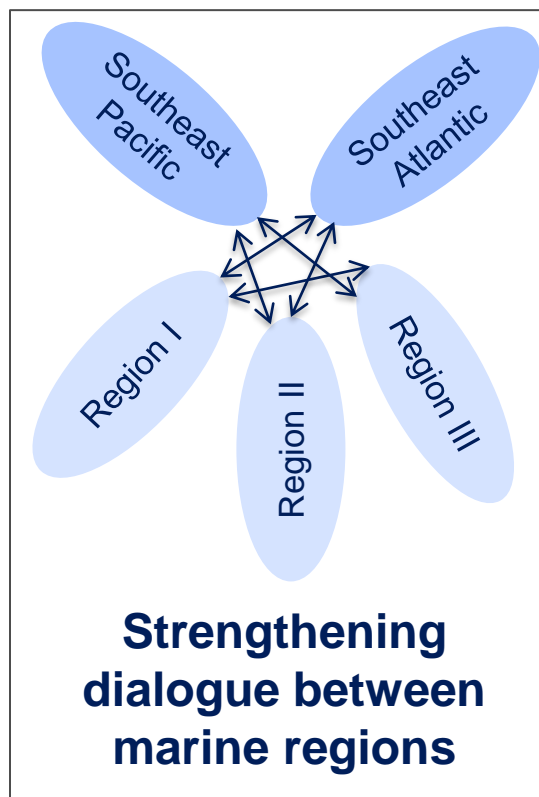 Southeast
Pacific
Southeast
Atlantic
Region I
Region II
Region III
Strengthening
dialogue between
marine regions